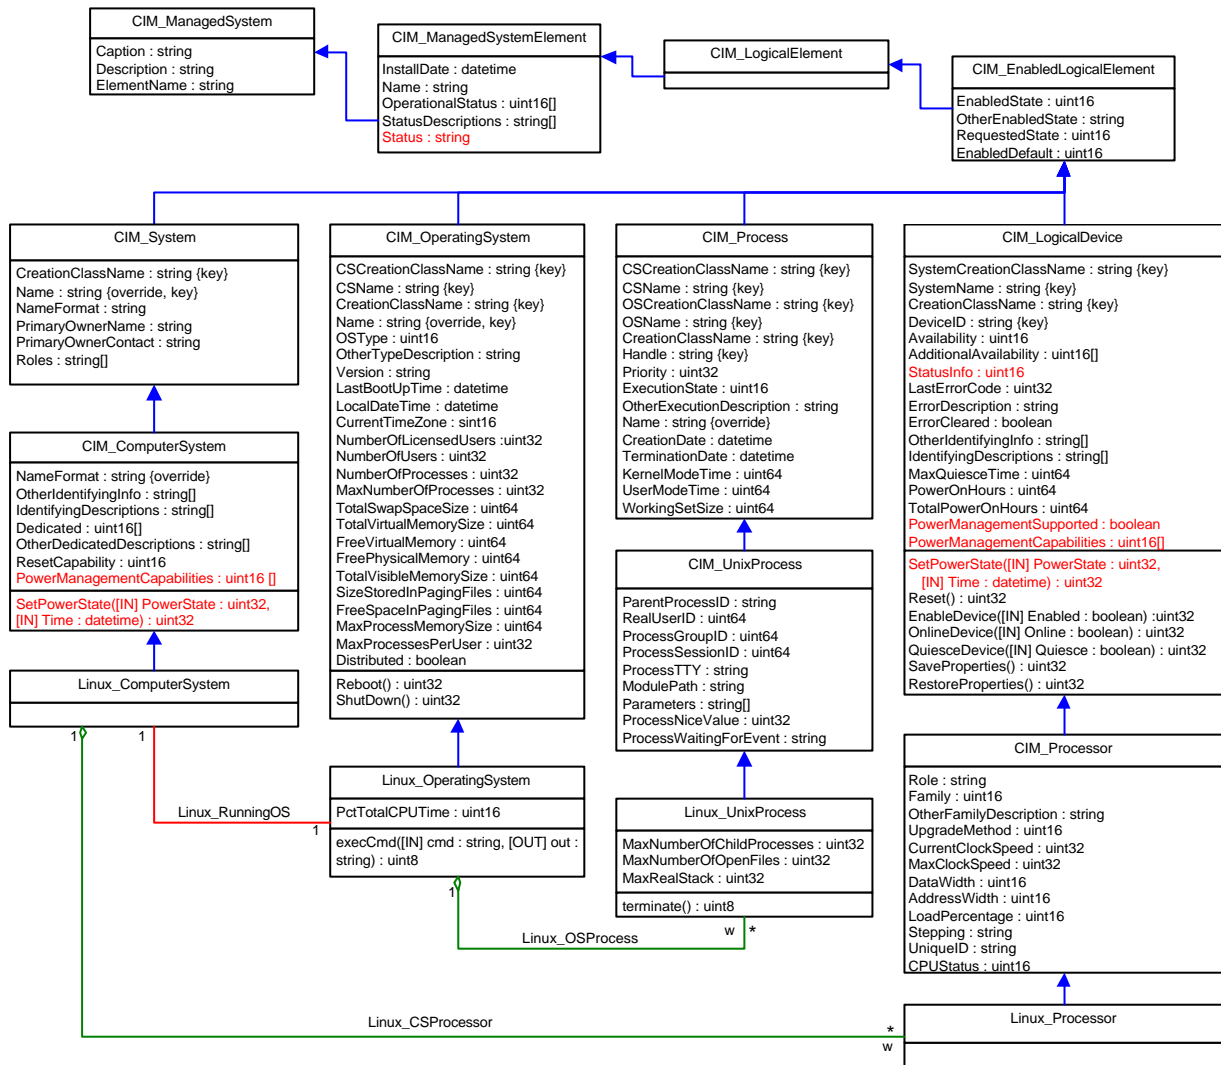 CIM_ManagedSystem
Caption : string
Description : string
ElementName : string
CIM_ManagedSystemElement
InstallDate : datetime
Name : string
OperationalStatus : uint16[]
StatusDescriptions : string[]
Status : string
CIM_LogicalElement
CIM_EnabledLogicalElement
EnabledState : uint16
OtherEnabledState : string
RequestedState : uint16
EnabledDefault : uint16
CIM_System
CreationClassName : string {key}
Name : string {override, key}
NameFormat : string
PrimaryOwnerName : string
PrimaryOwnerContact : string
Roles : string[]
CIM_ComputerSystem
NameFormat : string {override}
OtherIdentifyingInfo : string[]
IdentifyingDescriptions : string[]
Dedicated : uint16[]
OtherDedicatedDescriptions : string[]
ResetCapability : uint16
PowerManagementCapabilities : uint16 []
SetPowerState([IN] PowerState : uint32,
[IN] Time : datetime) : uint32
Linux_ComputerSystem
1
1
CIM_OperatingSystem
CSCreationClassName : string {key}
CSName : string {key}
CreationClassName : string {key}
Name : string {override, key}
OSType : uint16
OtherTypeDescription : string
Version : string
LastBootUpTime : datetime
LocalDateTime : datetime
CurrentTimeZone : sint16
NumberOfLicensedUsers :uint32
NumberOfUsers : uint32
NumberOfProcesses : uint32
MaxNumberOfProcesses : uint32
TotalSwapSpaceSize : uint64
TotalVirtualMemorySize : uint64
FreeVirtualMemory : uint64
FreePhysicalMemory : uint64
TotalVisibleMemorySize : uint64
SizeStoredInPagingFiles : uint64
FreeSpaceInPagingFiles : uint64
MaxProcessMemorySize : uint64
MaxProcessesPerUser : uint32
Distributed : boolean
Reboot() : uint32
ShutDown() : uint32
Linux_OperatingSystem
PctTotalCPUTime : uint16
execCmd([IN] cmd : string, [OUT] out :
string) : uint8
Linux_RunningOS
1
1
CIM_Process
CSCreationClassName : string {key}
CSName : string {key}
OSCreationClassName : string {key}
OSName : string {key}
CreationClassName : string {key}
Handle : string {key}
Priority : uint32
ExecutionState : uint16
OtherExecutionDescription : string
Name : string {override}
CreationDate : datetime
TerminationDate : datetime
KernelModeTime : uint64
UserModeTime : uint64
WorkingSetSize : uint64
CIM_UnixProcess
ParentProcessID : string
RealUserID : uint64
ProcessGroupID : uint64
ProcessSessionID : uint64
ProcessTTY : string
ModulePath : string
Parameters : string[]
ProcessNiceValue : uint32
ProcessWaitingForEvent : string
Linux_UnixProcess
MaxNumberOfChildProcesses : uint32
MaxNumberOfOpenFiles : uint32
MaxRealStack : uint32
terminate() : uint8
w *
Linux_OSProcess
CIM_LogicalDevice
SystemCreationClassName : string {key}
SystemName : string {key}
CreationClassName : string {key}
DeviceID : string {key}
Availability : uint16
AdditionalAvailability : uint16[]
StatusInfo : uint16
LastErrorCode : uint32
ErrorDescription : string
ErrorCleared : boolean
OtherIdentifyingInfo : string[]
IdentifyingDescriptions : string[]
MaxQuiesceTime : uint64
PowerOnHours : uint64
TotalPowerOnHours : uint64
PowerManagementSupported : boolean
PowerManagementCapabilities : uint16[]
SetPowerState([IN] PowerState : uint32,
[IN] Time : datetime) : uint32
Reset() : uint32
EnableDevice([IN] Enabled : boolean) :uint32
OnlineDevice([IN] Online : boolean) : uint32
QuiesceDevice([IN] Quiesce : boolean) : uint32
SaveProperties() : uint32
RestoreProperties() : uint32
CIM_Processor
Role : string
Family : uint16
OtherFamilyDescription : string
UpgradeMethod : uint16
CurrentClockSpeed : uint32
MaxClockSpeed : uint32
DataWidth : uint16
AddressWidth : uint16
LoadPercentage : uint16
Stepping : string
UniqueID : string
CPUStatus : uint16
Linux_Processor
Linux_CSProcessor
*
w